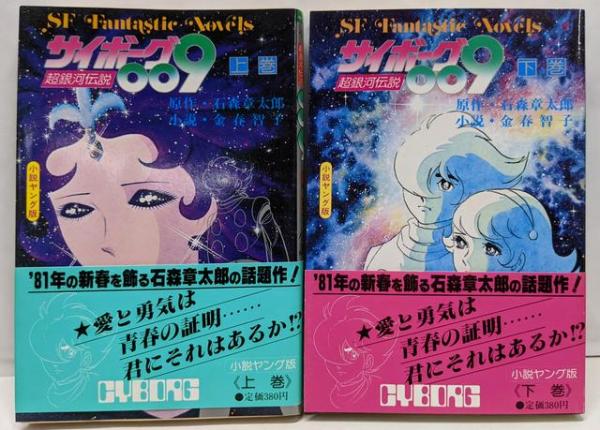 SF Fantastic Novels
サイボーグ
009
超銀河伝説
上巻
原作・石森章太郎
小説・金春智子
小説ヤング版
'81年の新春を飾る石森章太郎の話題作！
★愛と勇気は
青春の証明……
君にそれはあるか!?
CYBORG
小説ヤング版
《上巻》
●定価380円
SF Fantastic Novels
サイボーグ
009
超銀河伝説
下巻
原作・石森章太郎
小説・金春智子
小説ヤング版
'81年の新春を飾る石森章太郎の話題作！
★愛と勇気は
青春の証明……
君にそれはあるか!?
CYBORG
小説ヤング版
《下巻》
●定価380円